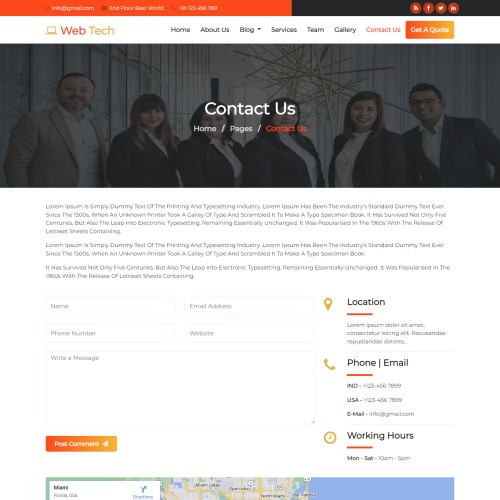 info@gmail.com 2nd Floor Best World. +91 123 456 789
Web Tech
Home About Us Blog Services Team Gallery Contact Us Get A Quote
Contact Us
Home / Pages / Contact Us
Lorem Ipsum Is Simply Dummy Text Of The Printing And Typesetting Industry. Lorem Ipsum Has Been The Industry's Standard Dummy Text Ever
Since The 1500s, When An Unknown Printer Took A Galley Of Type And Scrambled It To Make A Type Specimen Book. It Has Survived Not Only Five
Centuries, But Also The Leap Into Electronic Typesetting, Remaining Essentially Unchanged. It Was Popularised In The 1960s With The Release Of
Letraset Sheets Containing.
Lorem Ipsum Is Simply Dummy Text Of The Printing And Typesetting Industry. Lorem Ipsum Has Been The Industry's Standard Dummy Text Ever
Since The 1500s, When An Unknown Printer Took A Galley Of Type And Scrambled It To Make A Type Specimen Book.
It Has Survived Not Only Five Centuries, But Also The Leap Into Electronic Typesetting, Remaining Essentially Unchanged. It Was Popularised In The
1960s With The Release Of Letraset Sheets Containing.
Name
Email Address
Phone Number
Website
Write a Message
Post Comment
Location
Lorem ipsum dolor sit amet,
consectetur sicing elit. Recusandae
repudiandae dolores...
Phone | Email
IND - +123-456 7899
USA - +123-456 7899
E-Mail - info@gmail.com
Working Hours
Mon - Sat - 10am - 5pm
Miami
Florida, USA
Directions
Miami Lakes
Opa-locka
Hialeah